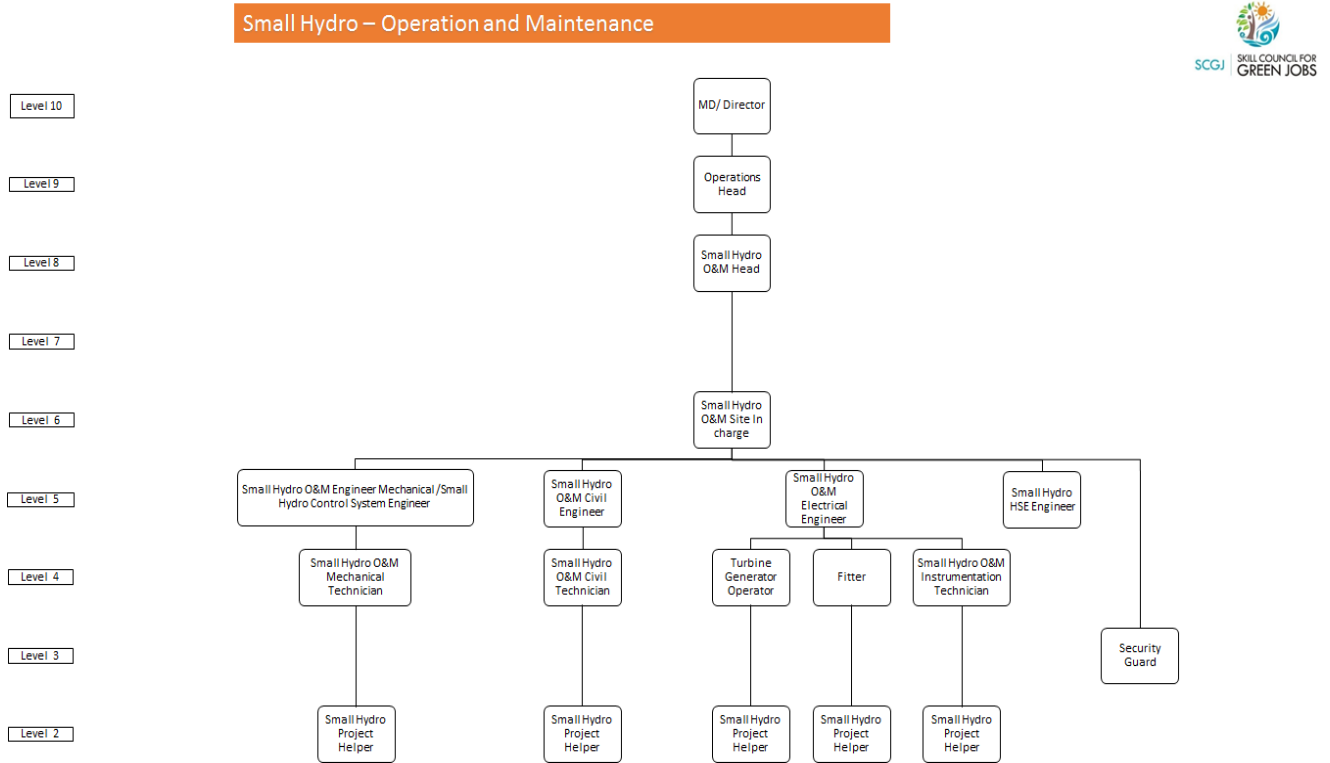 Small Hydro – Operation and Maintenance
SCGJ
SKILL COUNCIL FOR
GREEN JOBS
Level 10
MD/ Director
Level 9
Operations
Head
Level 8
Small Hydro
O&M Head
Level 7
Level 6
Small Hydro
O&M Site In
charge
Level 5
Small Hydro O&M Engineer Mechanical /Small
Hydro Control System Engineer
Small Hydro
O&M Civil
Engineer
Small Hydro
O&M
Electrical
Engineer
Small Hydro
HSE Engineer
Level 4
Small Hydro O&M
Mechanical
Technician
Small Hydro
O&M Civil
Technician
Turbine
Generator
Operator
Fitter
Small Hydro O&M
Instrumentation
Technician
Level 3
Security
Guard
Level 2
Small Hydro
Project
Helper
Small Hydro
Project
Helper
Small Hydro
Project
Helper
Small Hydro
Project
Helper
Small Hydro
Project
Helper